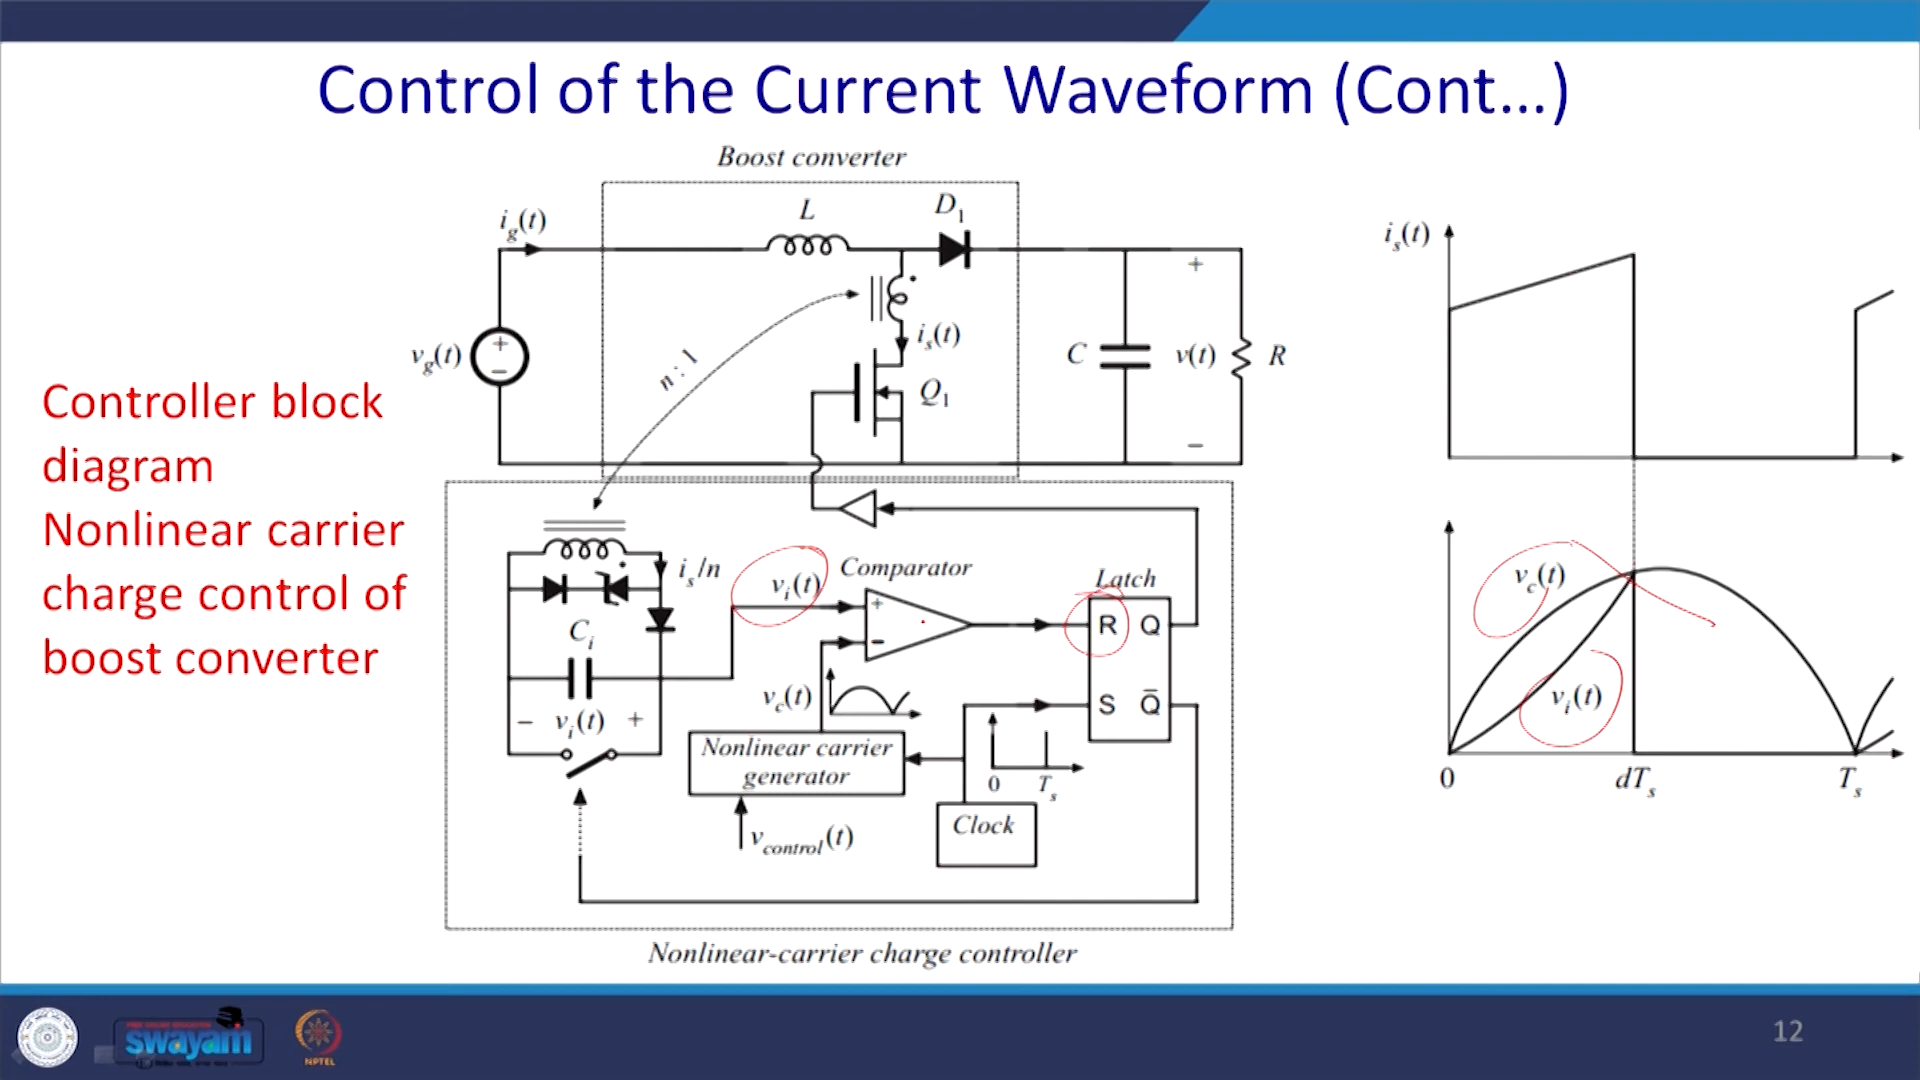 Control of the Current Waveform (Cont...)
Boost converter
i_g(t)
L
D_1
i_s(t)
v_g(t)
+
−
n : 1
i_s(t)
Q_1
C
+
v(t)
−
R
Controller block
diagram
Nonlinear carrier
charge control of
boost converter
i_s/n
v_i(t)
Comparator
+
−
Latch
R Q
S Q̄
C_i
− v_i(t) +
v_c(t)
Nonlinear carrier
generator
v_control(t)
0 T_s
Clock
v_c(t)
v_i(t)
0 dT_s T_s
Nonlinear-carrier charge controller
swayam
NPTEL
12